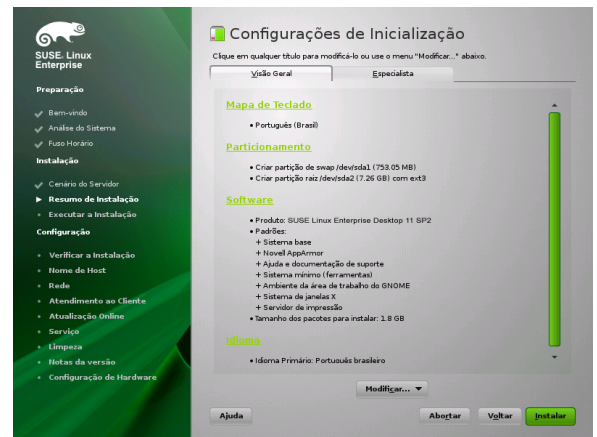 SUSE. Linux
Enterprise
Preparação
Bem-vindo
Análise do Sistema
Fuso Horário
Instalação
Cenário do Servidor
Resumo de Instalação
Executar a Instalação
Configuração
Verificar a Instalação
Nome de Host
Rede
Atendimento ao Cliente
Atualização Online
Serviço
Limpeza
Notas da versão
Configuração de Hardware
Configurações de Inicialização
Clique em qualquer título para modificá-lo ou use o menu "Modificar..." abaixo.
Visão Geral
Especialista
Mapa de Teclado
• Português (Brasil)
Particionamento
• Criar partição de swap /dev/sda1 (753.05 MB)
• Criar partição raiz /dev/sda2 (7.26 GB) com ext3
Software
• Produto: SUSE Linux Enterprise Desktop 11 SP2
• Padrões:
+ Sistema base
+ Novell AppArmor
+ Ajuda e documentação de suporte
+ Sistema mínimo (ferramentas)
+ Ambiente da área de trabalho do GNOME
+ Sistema de janelas X
+ Servidor de impressão
• Tamanho dos pacotes para instalar: 1.8 GB
Idioma
• Idioma Primário: Português brasileiro
Modificar...
Ajuda
Abortar
Voltar
Instalar